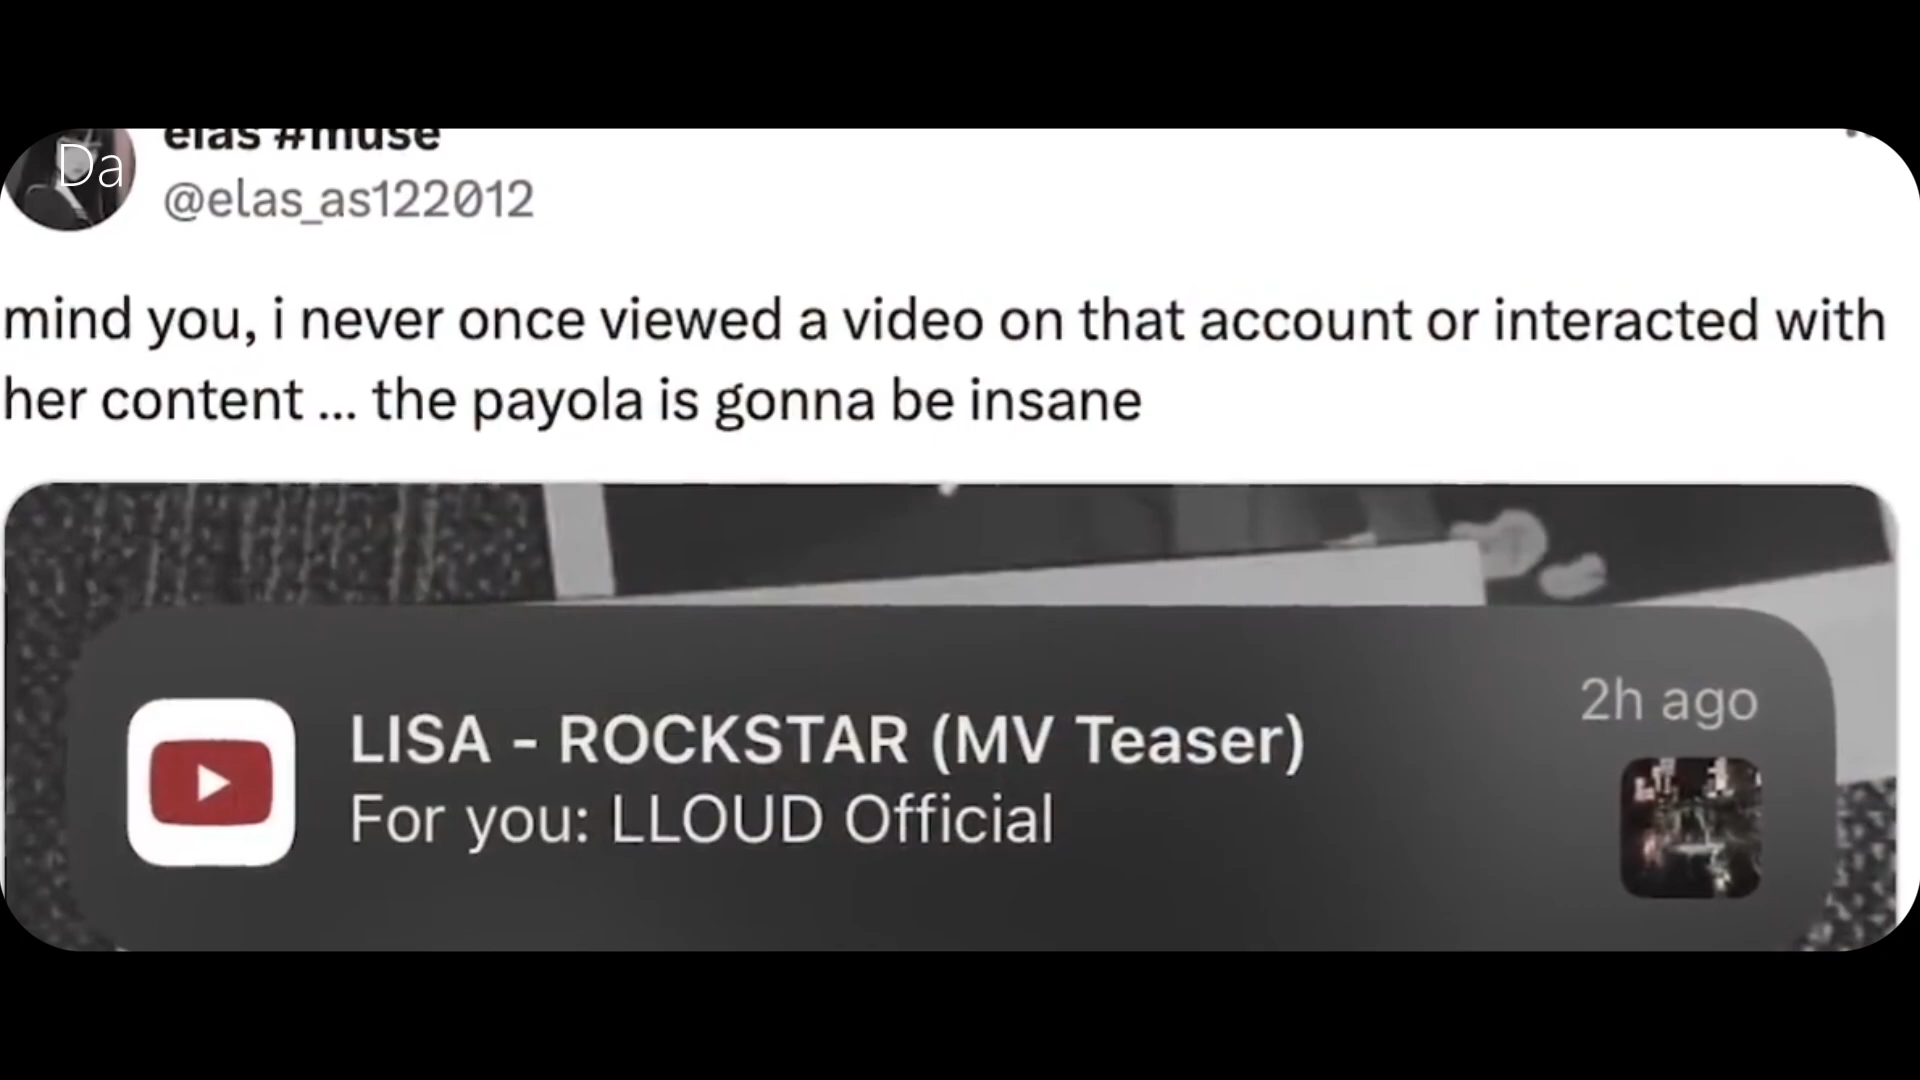 elas #muse
Da
@elas_as122012
mind you, i never once viewed a video on that account or interacted with
her content ... the payola is gonna be insane
2h ago
LISA - ROCKSTAR (MV Teaser)
For you: LLOUD Official